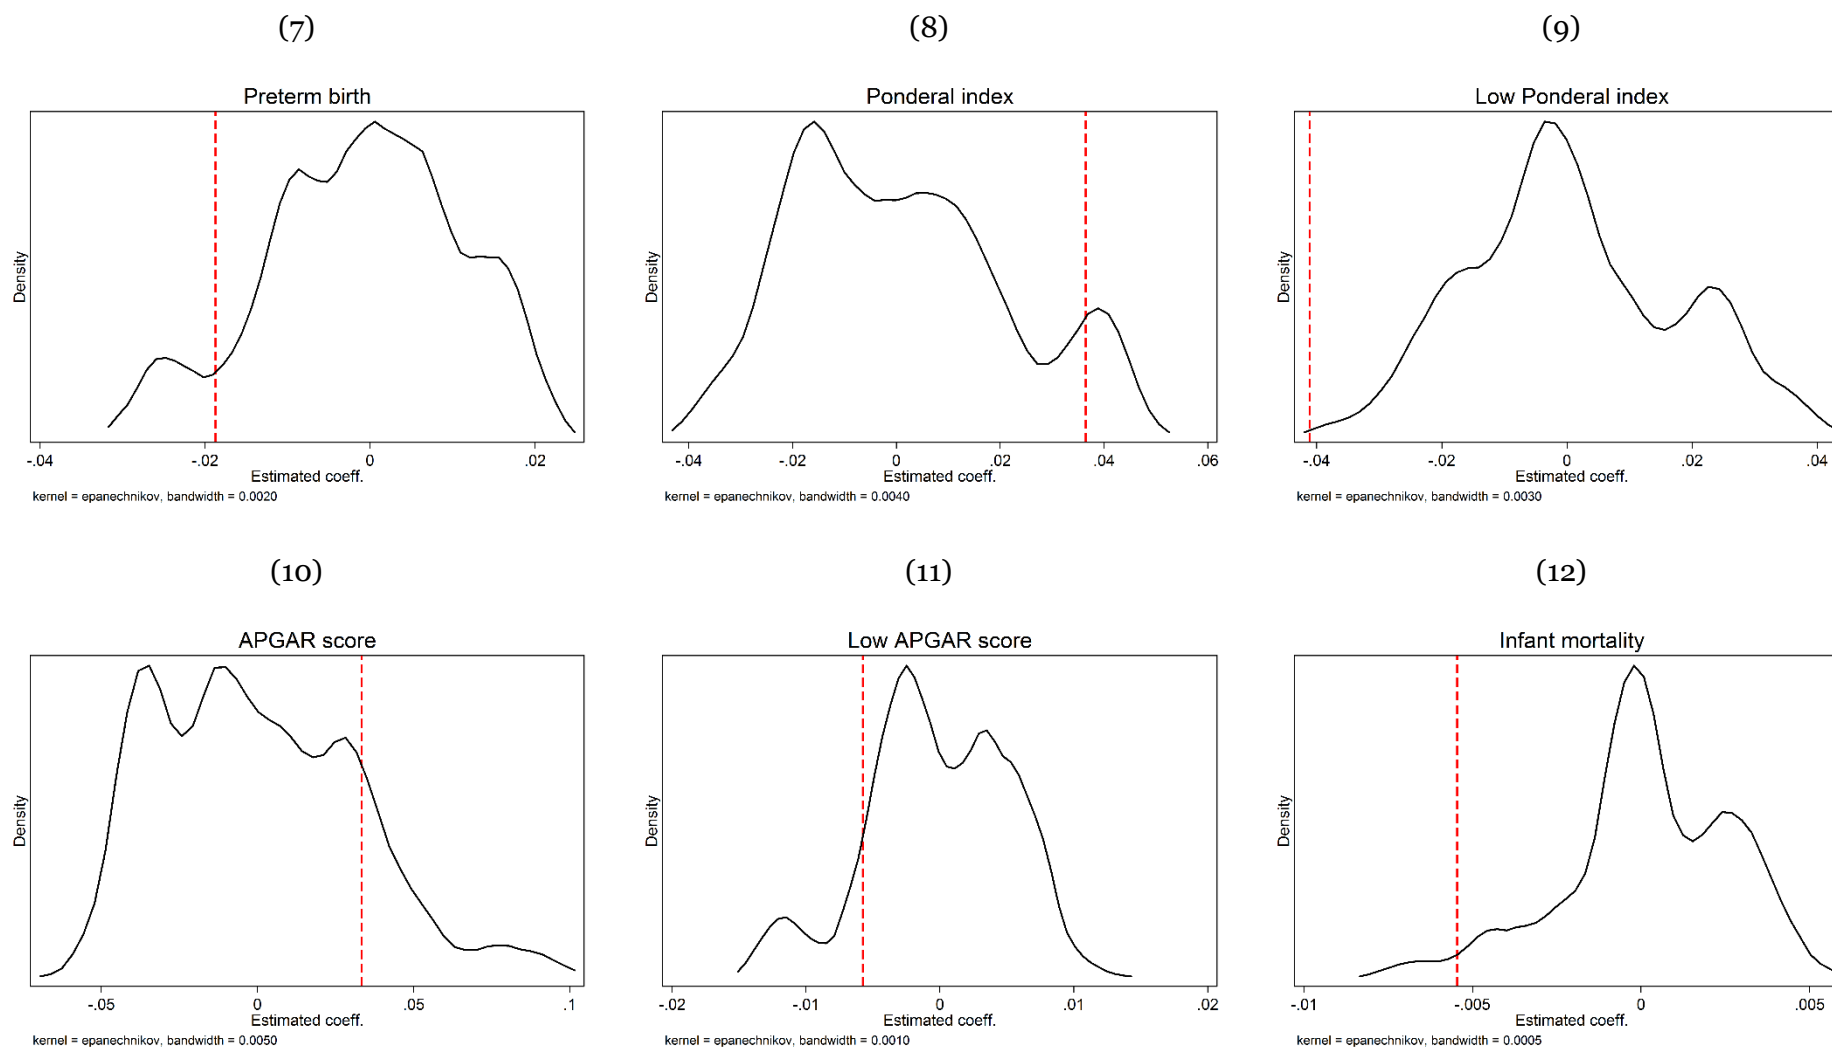 (7) (8) (9)
Preterm birth Ponderal index Low Ponderal index
Density Density Density
-.04 -.02 0 .02 -.04 -.02 0 .02 .04 .06 -.04 -.02 0 .02 .04
Estimated coeff. Estimated coeff. Estimated coeff.
kernel = epanechnikov, bandwidth = 0.0020 kernel = epanechnikov, bandwidth = 0.0040 kernel = epanechnikov, bandwidth = 0.0030
(10) (11) (12)
APGAR score Low APGAR score Infant mortality
Density Density Density
-.05 0 .05 .1 -.02 -.01 0 .01 .02 -.01 -.005 0 .005
Estimated coeff. Estimated coeff. Estimated coeff.
kernel = epanechnikov, bandwidth = 0.0050 kernel = epanechnikov, bandwidth = 0.0010 kernel = epanechnikov, bandwidth = 0.0005